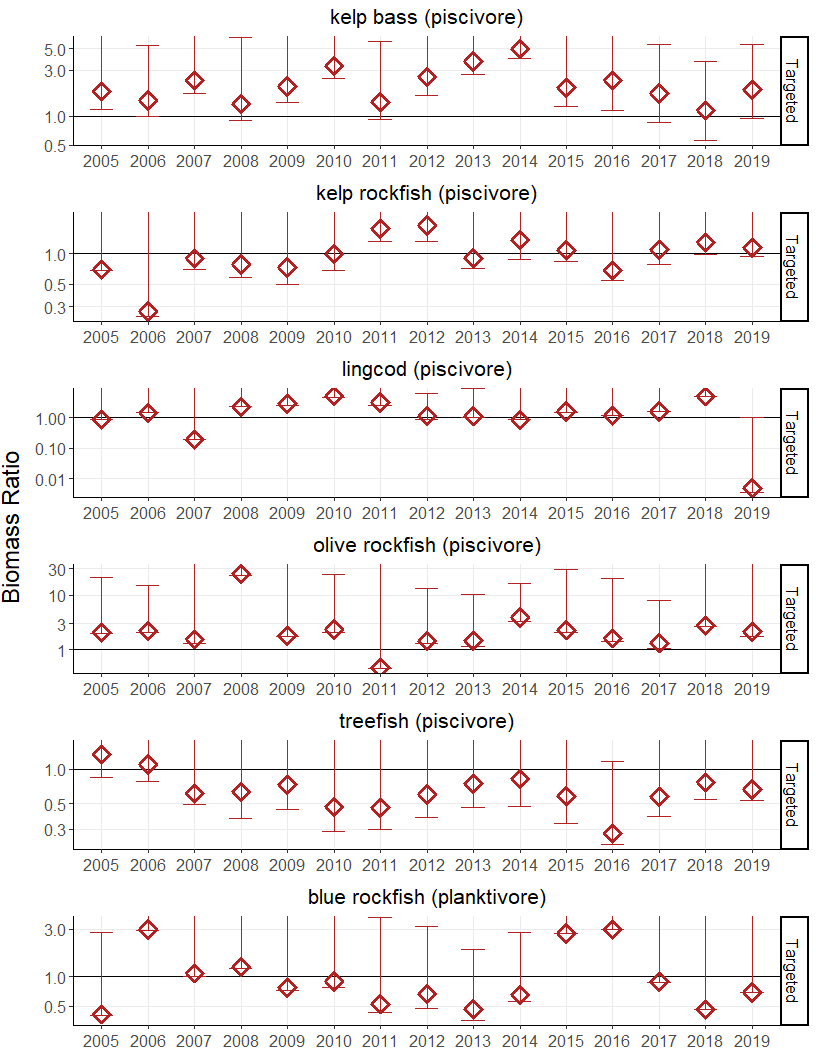 kelp bass (piscivore)
5.0
3.0
1.0
0.5
Targeted
2005 2006 2007 2008 2009 2010 2011 2012 2013 2014 2015 2016 2017 2018 2019
kelp rockfish (piscivore)
1.0
0.5
0.3
Targeted
2005 2006 2007 2008 2009 2010 2011 2012 2013 2014 2015 2016 2017 2018 2019
lingcod (piscivore)
1.00
0.10
0.01
Targeted
2005 2006 2007 2008 2009 2010 2011 2012 2013 2014 2015 2016 2017 2018 2019
Biomass Ratio
olive rockfish (piscivore)
30
10
3
1
Targeted
2005 2006 2007 2008 2009 2010 2011 2012 2013 2014 2015 2016 2017 2018 2019
treefish (piscivore)
1.0
0.5
0.3
Targeted
2005 2006 2007 2008 2009 2010 2011 2012 2013 2014 2015 2016 2017 2018 2019
blue rockfish (planktivore)
3.0
1.0
0.5
Targeted
2005 2006 2007 2008 2009 2010 2011 2012 2013 2014 2015 2016 2017 2018 2019